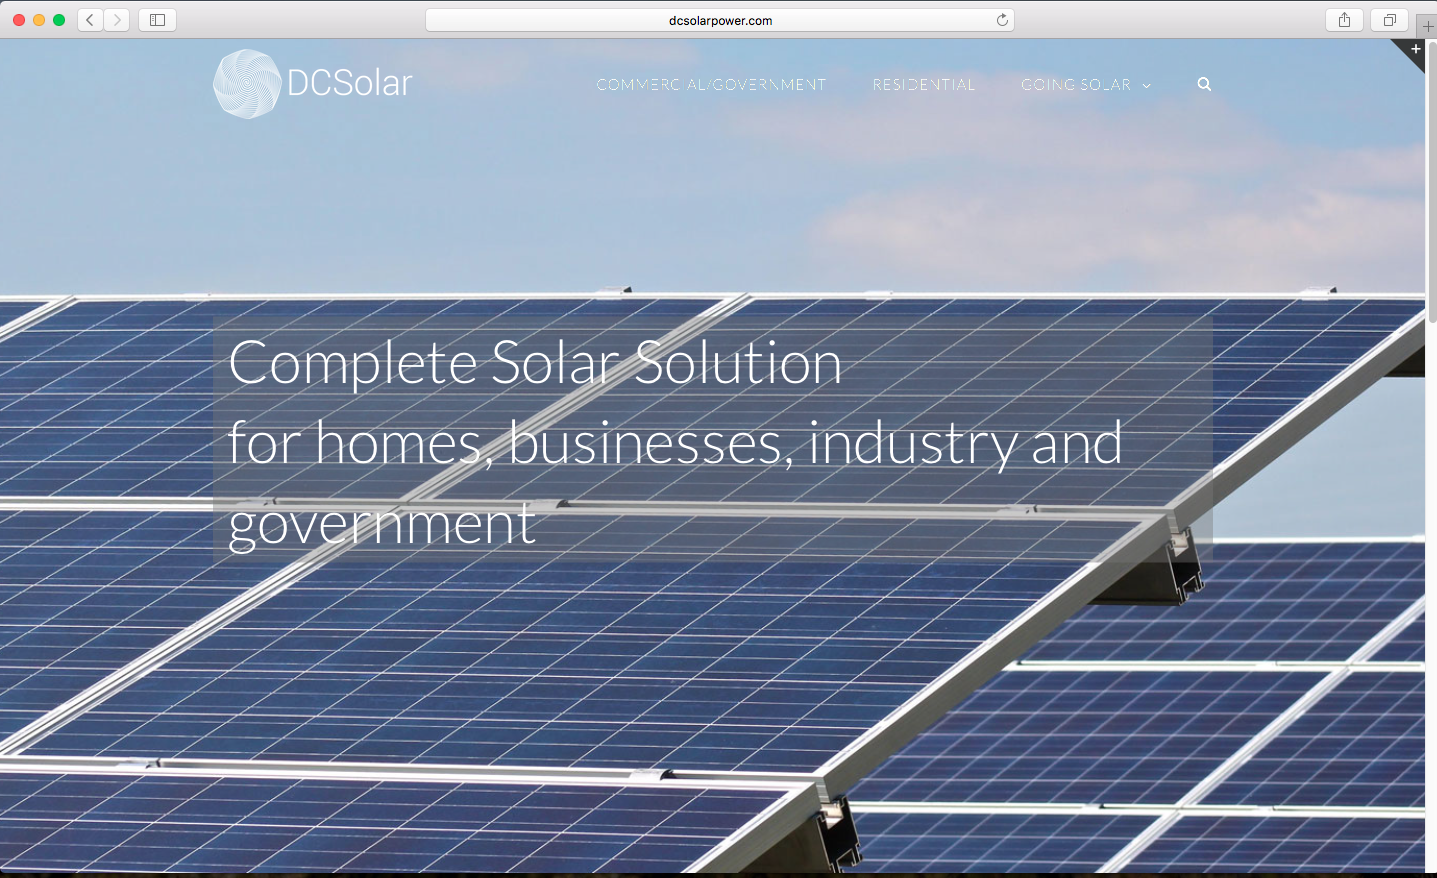 dcsolarpower.com
DCSolar
COMMERCIAL/GOVERNMENT
RESIDENTIAL
GOING SOLAR
Complete Solar Solution
for homes, businesses, industry and
government